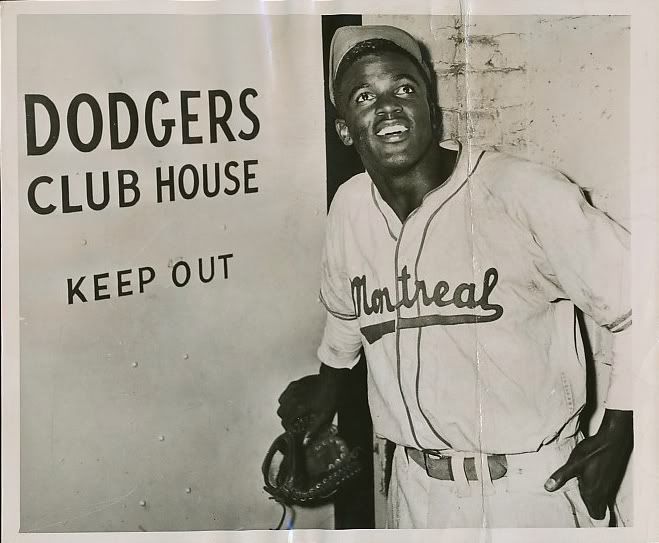 DODGERS
CLUB HOUSE
KEEP OUT
Montreal